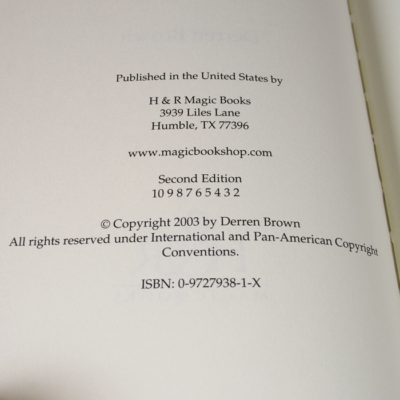 Published in the United States by
H & R Magic Books
3939 Liles Lane
Humble, TX 77396
www.magicbookshop.com
Second Edition
10 9 8 7 6 5 4 3 2
© Copyright 2003 by Derren Brown
All rights reserved under International and Pan-American Copyright
Conventions.
ISBN: 0-9727938-1-X